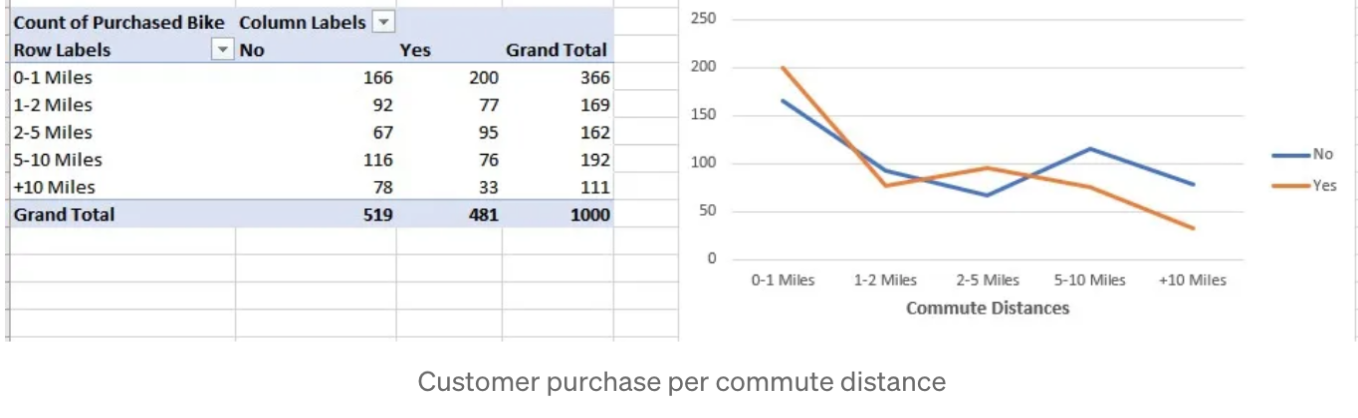 Count of Purchased Bike Column Labels
Row Labels No Yes Grand Total
0-1 Miles 166 200 366
1-2 Miles 92 77 169
2-5 Miles 67 95 162
5-10 Miles 116 76 192
+10 Miles 78 33 111
Grand Total 519 481 1000
250
200
150
100
50
0
0-1 Miles 1-2 Miles 2-5 Miles 5-10 Miles +10 Miles
Commute Distances
No
Yes
Customer purchase per commute distance